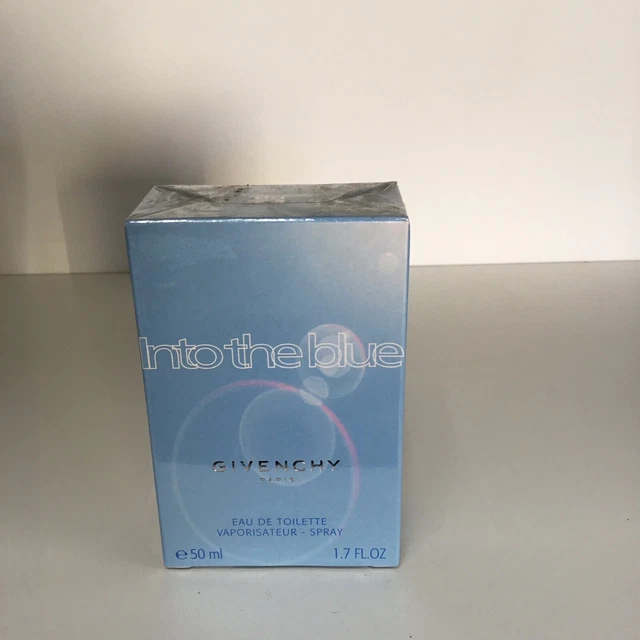 Into the blue
GIVENCHY
PARIS
EAU DE TOILETTE
VAPORISATEUR - SPRAY
℮ 50 ml 1.7 FL.OZ